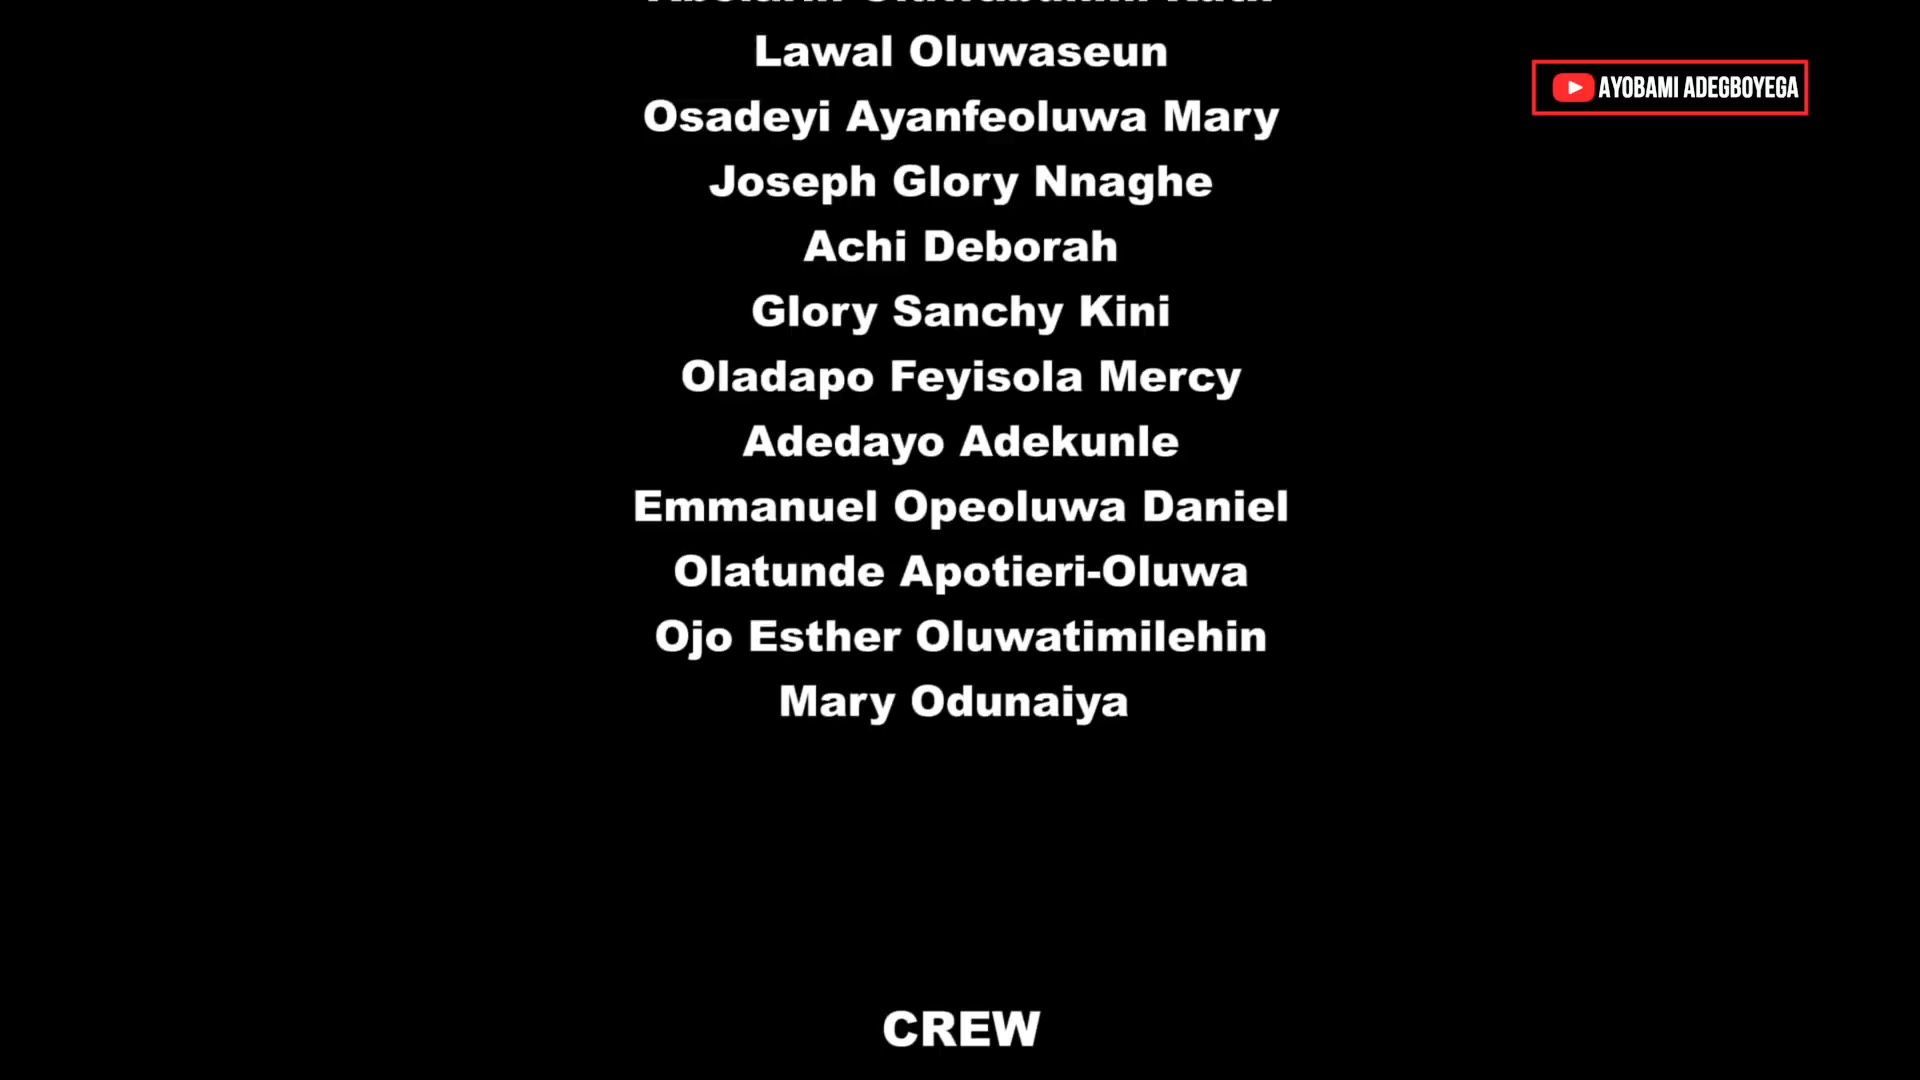 Lawal Oluwaseun
AYOBAMI ADEGBOYEGA
Osadeyi Ayanfeoluwa Mary
Joseph Glory Nnaghe
Achi Deborah
Glory Sanchy Kini
Oladapo Feyisola Mercy
Adedayo Adekunle
Emmanuel Opeoluwa Daniel
Olatunde Apotieri-Oluwa
Ojo Esther Oluwatimilehin
Mary Odunaiya
CREW